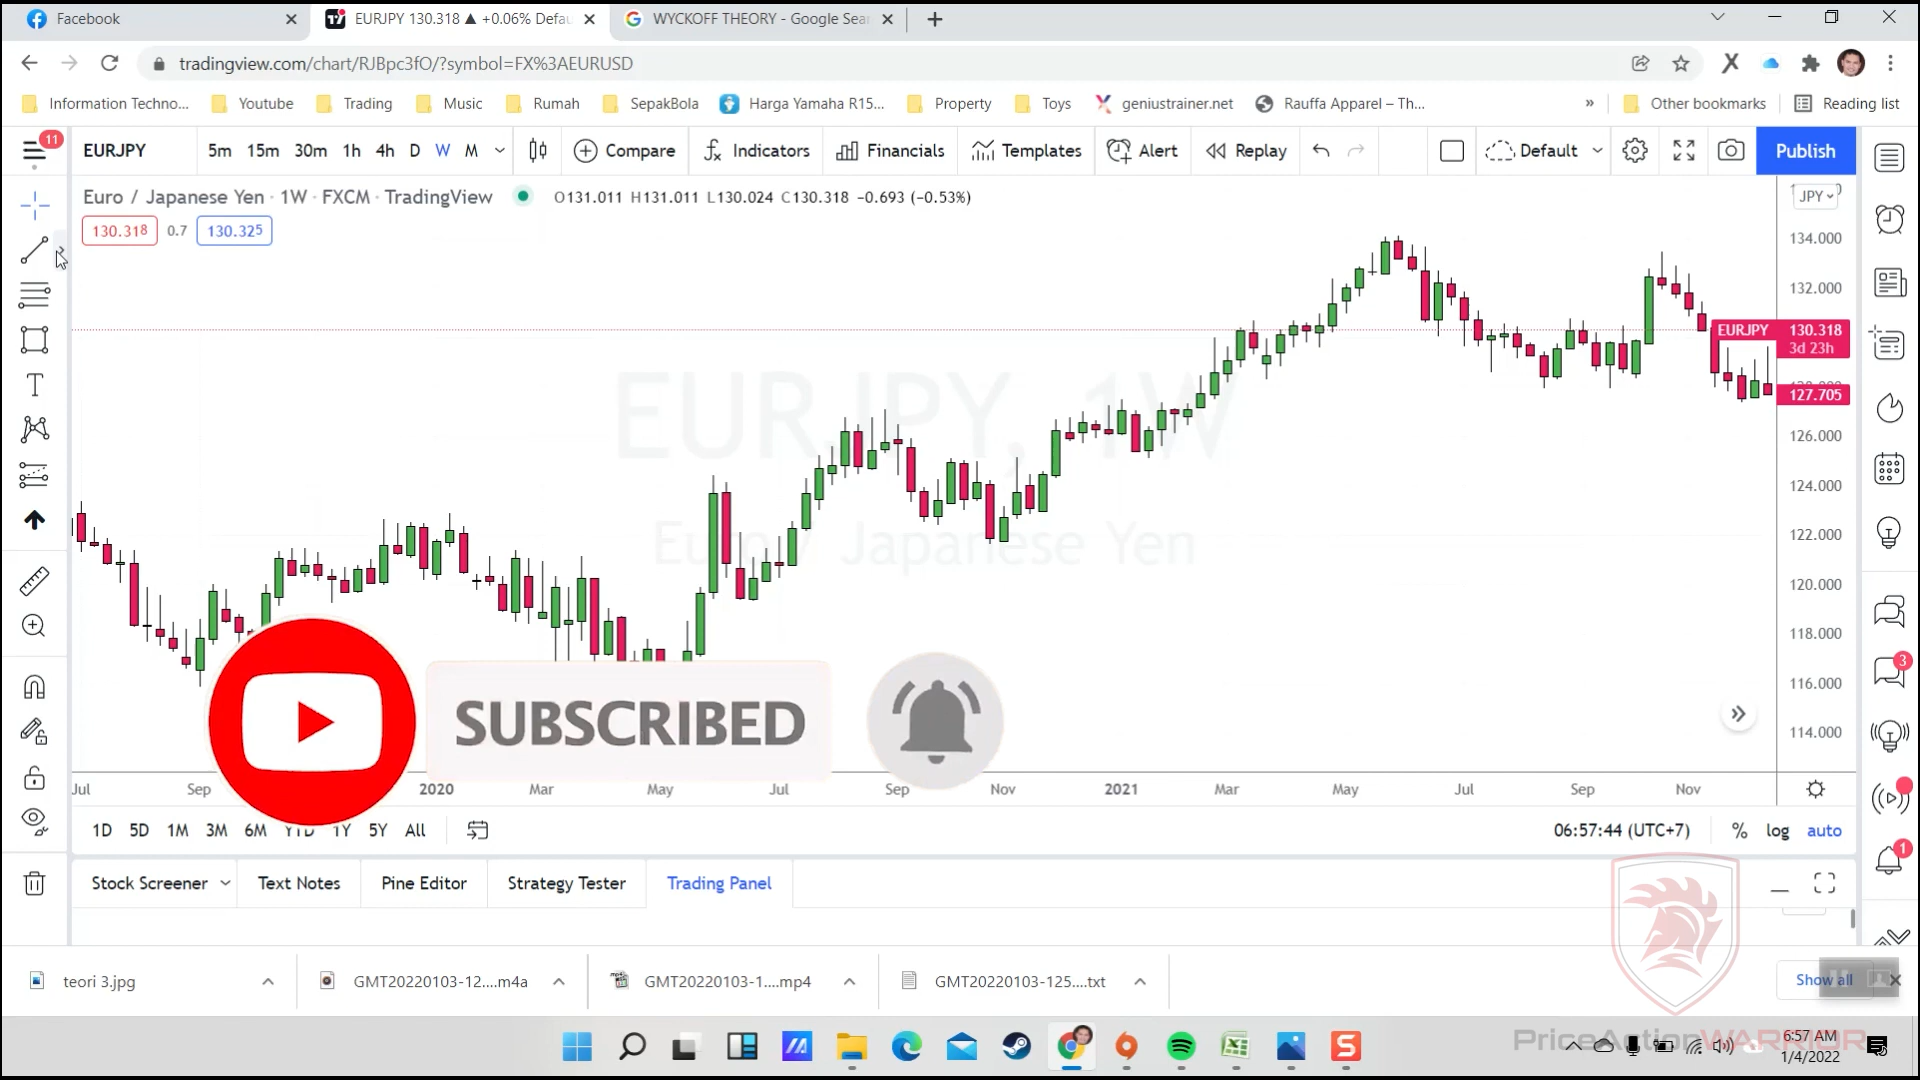 Facebook
EURJPY 130.318 ▲ +0.06% Defau
WYCKOFF THEORY - Google Sear
tradingview.com/chart/RJBpc3fO/?symbol=FX%3AEURUSD
Information Techno...
Youtube
Trading
Music
Rumah
SepakBola
Harga Yamaha R15...
Property
Toys
geniustrainer.net
Rauffa Apparel – Th...
»
Other bookmarks
Reading list
11
EURJPY
5m 15m 30m 1h 4h D W M
Compare
Indicators
Financials
Templates
Alert
Replay
Default
Publish
Euro / Japanese Yen · 1W · FXCM · TradingView
O131.011 H131.011 L130.024 C130.318 −0.693 (−0.53%)
JPY
130.318 0.7 130.325
134.000
132.000
EURJPY 130.318
3d 23h
127.705
126.000
124.000
122.000
120.000
118.000
116.000
114.000
EURJPY, 1W
Euro / Japanese Yen
SUBSCRIBED
Jul Sep 2020 Mar May Jul Sep Nov 2021 Mar May Jul Sep Nov
1D 5D 1M 3M 6M YTD 1Y 5Y All
06:57:44 (UTC+7)
% log auto
3
1
Stock Screener
Text Notes
Pine Editor
Strategy Tester
Trading Panel
teori 3.jpg
GMT20220103-12....m4a
GMT20220103-1....mp4
GMT20220103-125....txt
Show all
PriceActionWARRIOR
6:57 AM
1/4/2022